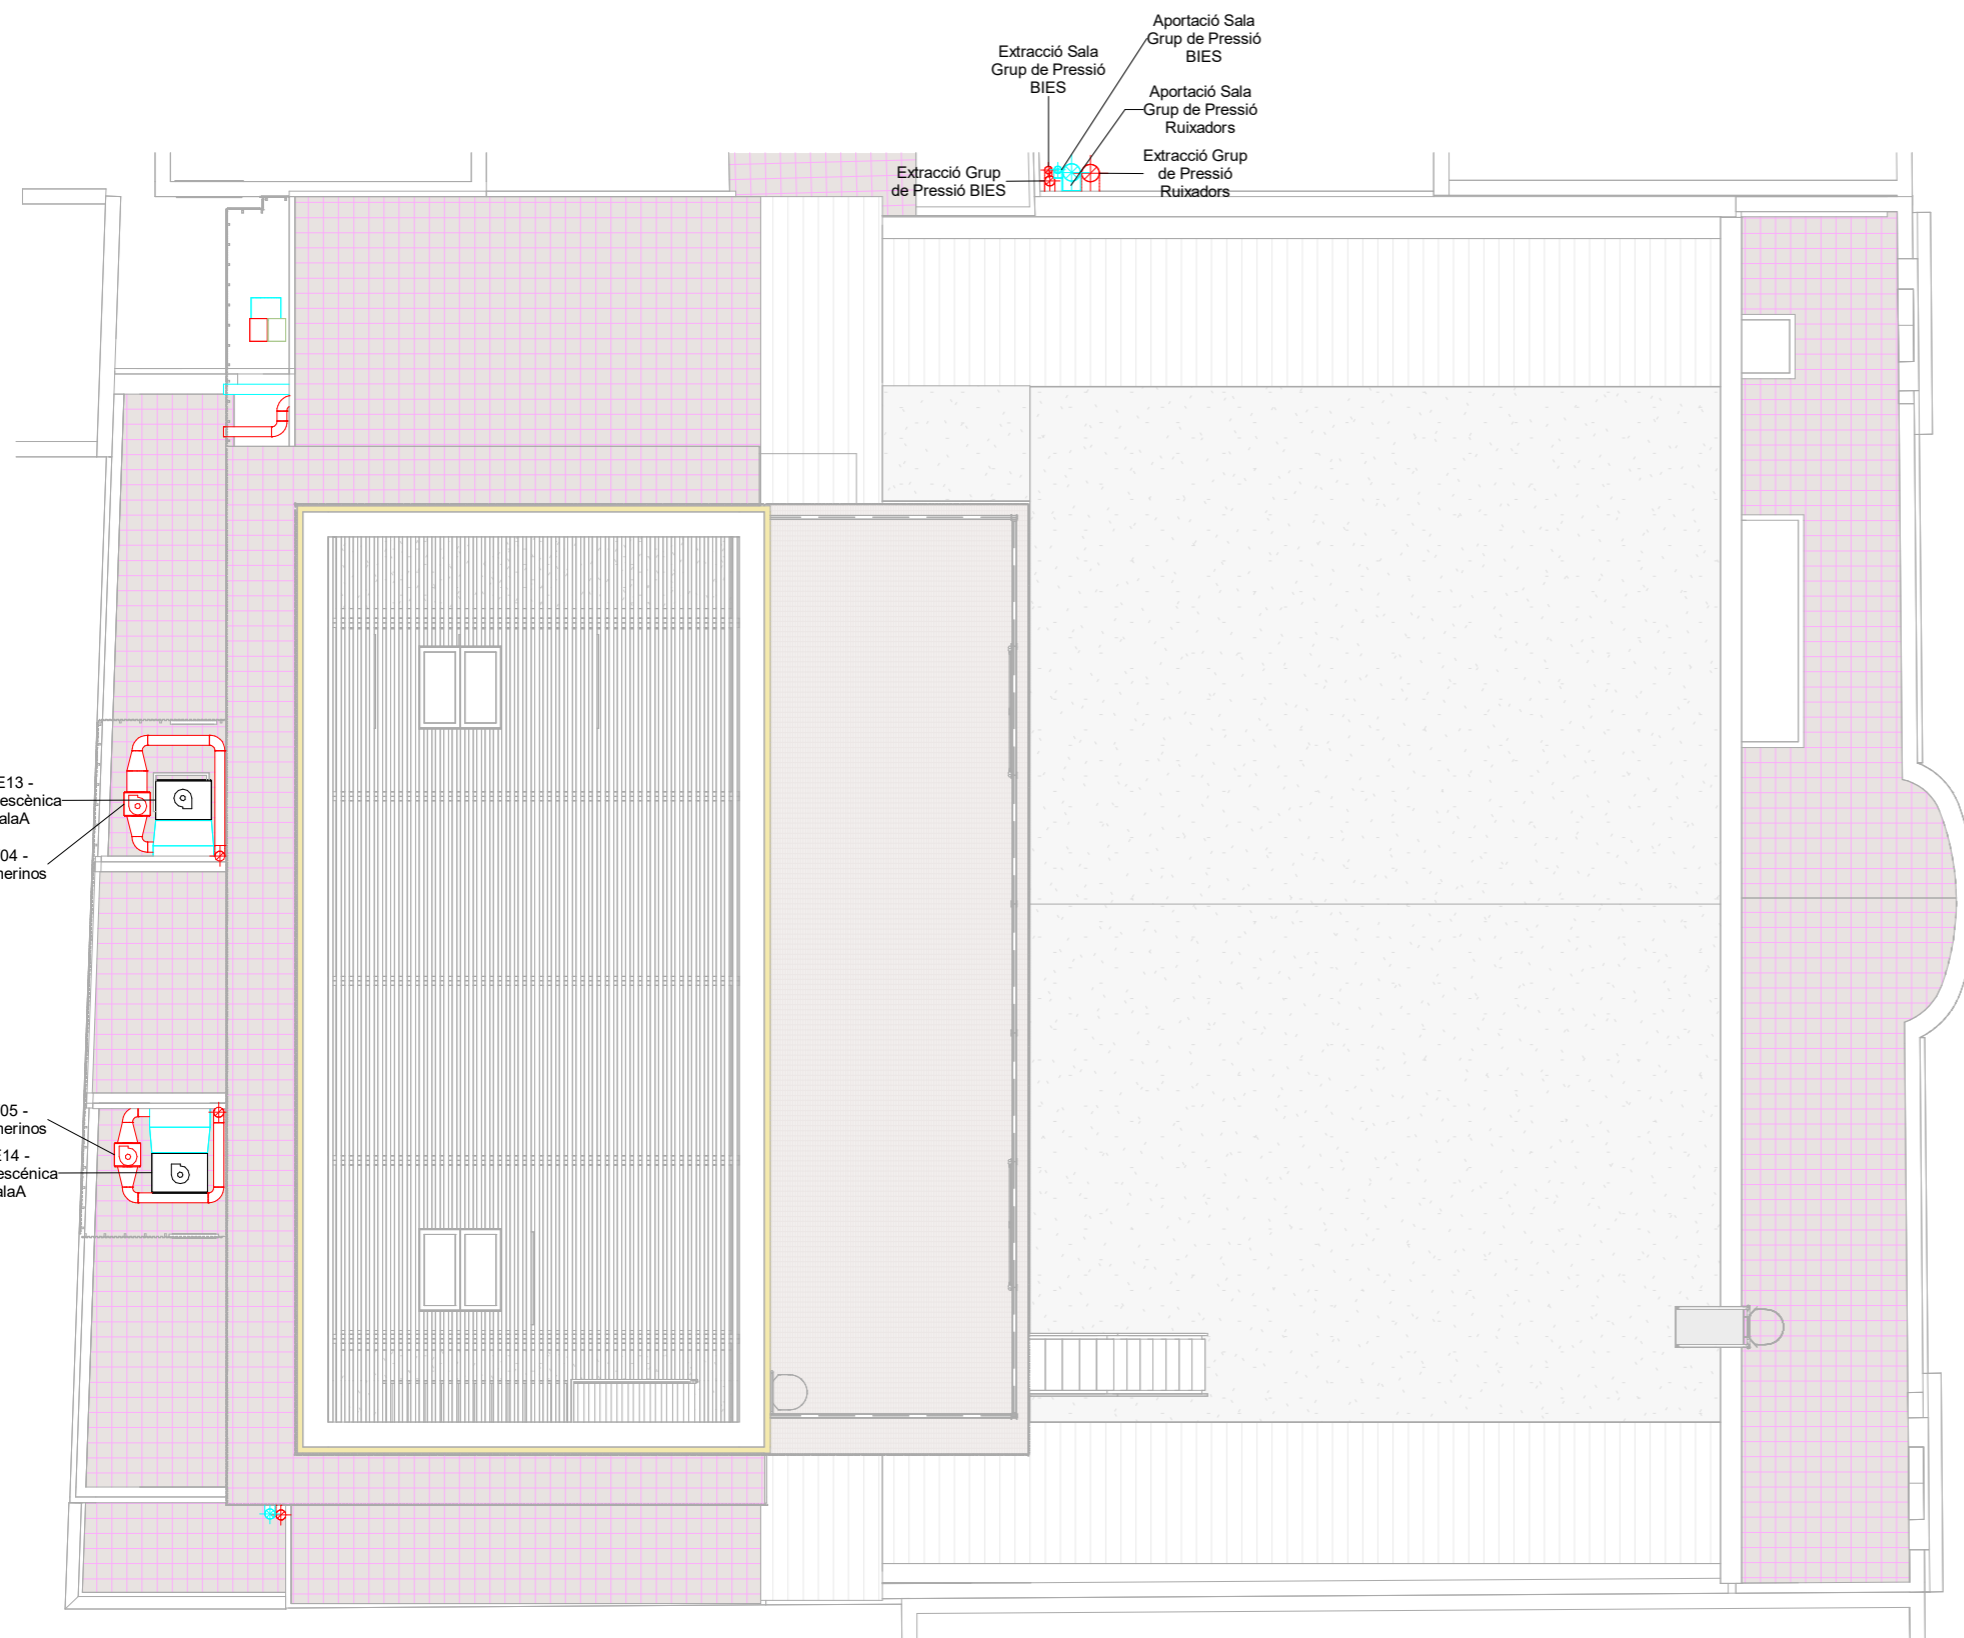 Aportació Sala
Grup de Pressió
BIES
Extracció Sala
Grup de Pressió
BIES
Aportació Sala
Grup de Pressió
Ruixadors
Extracció Grup
de Pressió
Ruixadors
Extracció Grup
de Pressió BIES
E13 -
escènica
alaA
04 -
nerinos
05 -
nerinos
E14 -
escénica
alaA